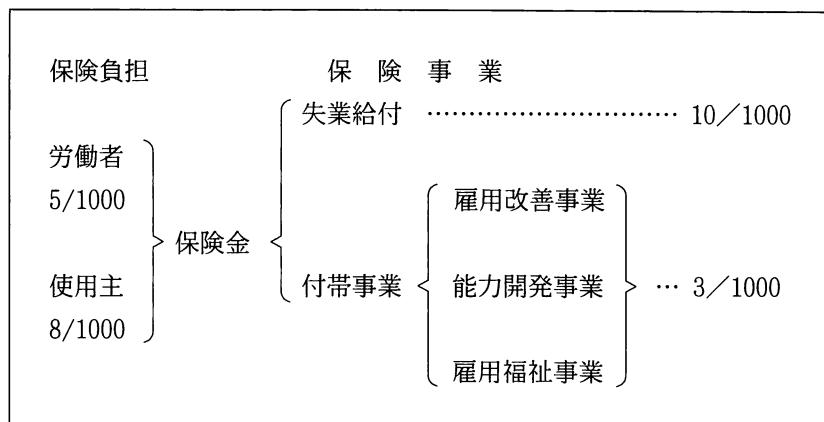 保険負担
保険事業
失業給付 …………………………… 10／1000
労働者
5/1000
雇用改善事業
保険金
使用主
8/1000
付帯事業
能力開発事業
… 3／1000
雇用福祉事業